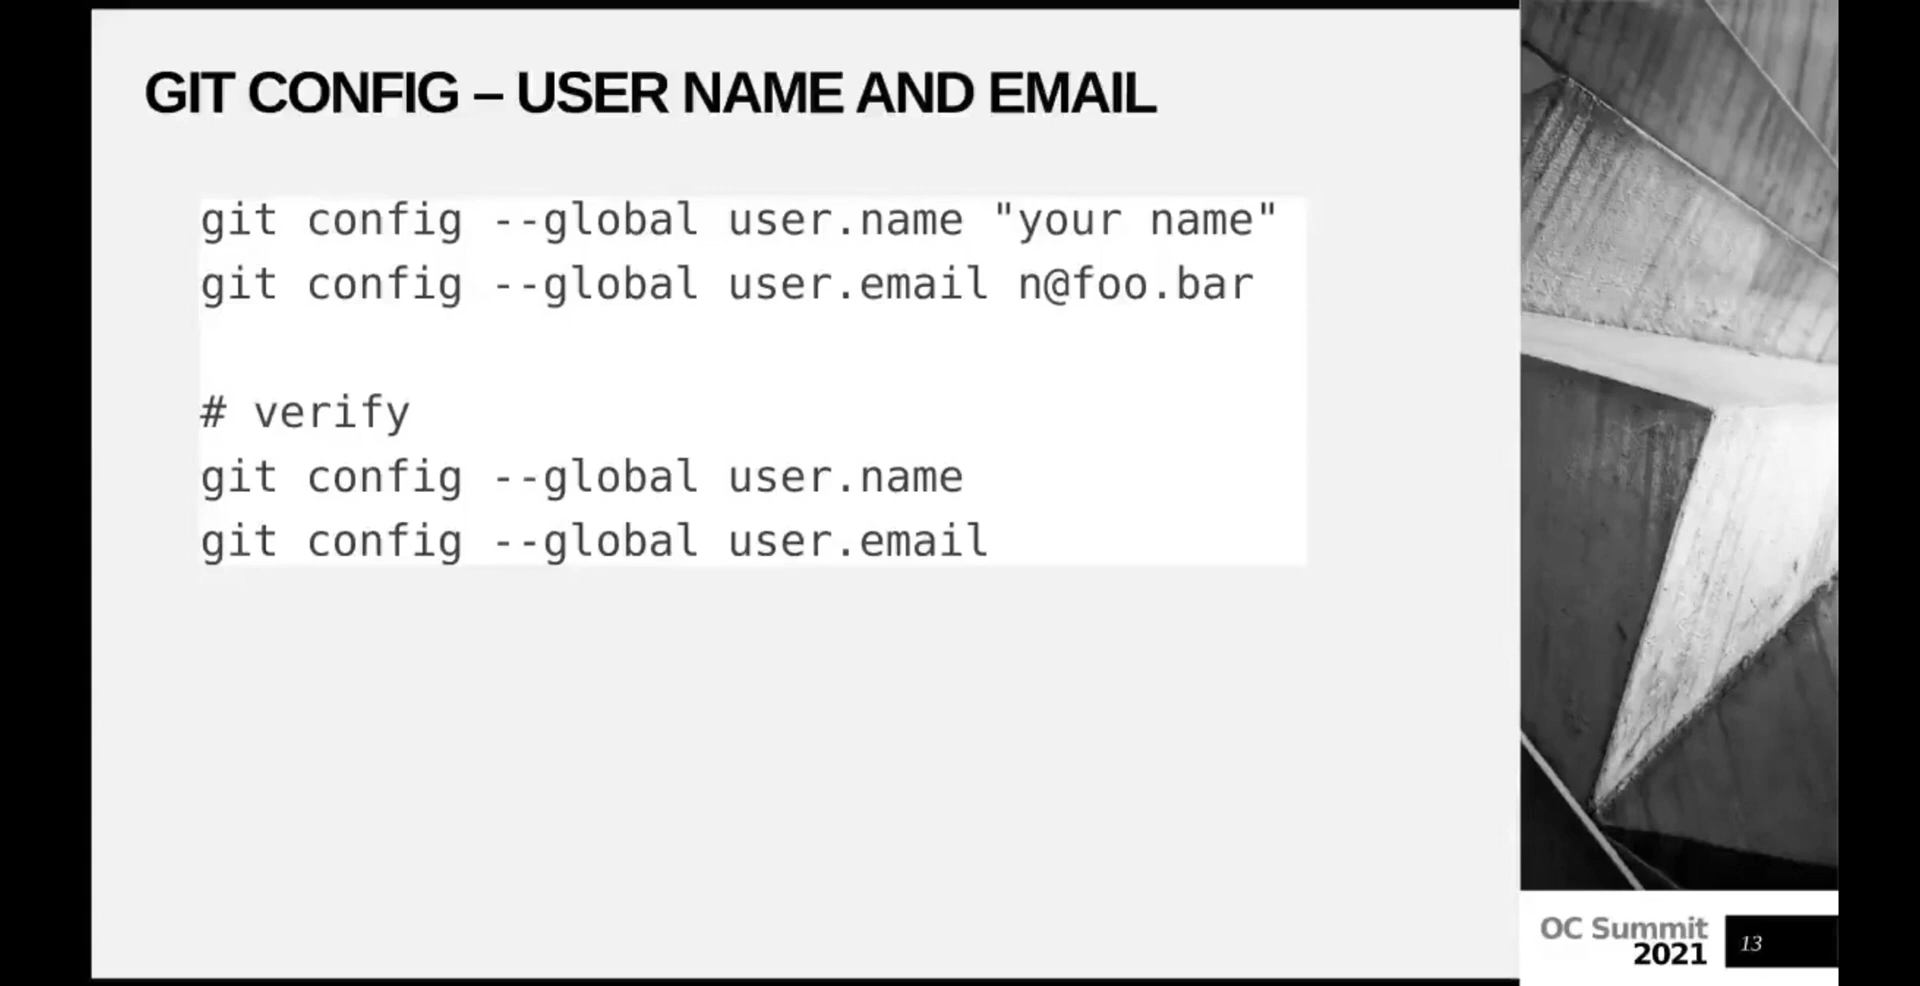 GIT CONFIG – USER NAME AND EMAIL
git config --global user.name "your name"
git config --global user.email n@foo.bar
# verify
git config --global user.name
git config --global user.email
OC Summit
2021
13